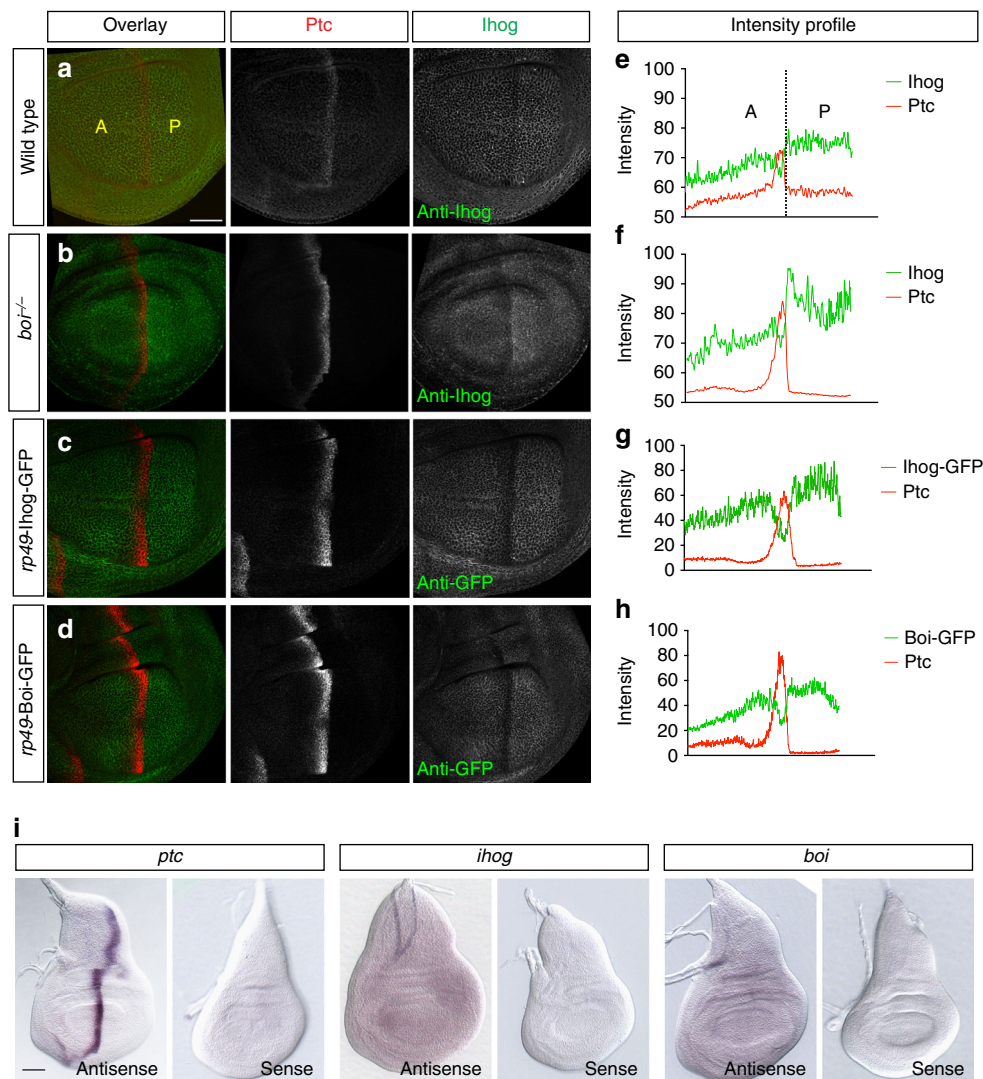 Overlay
Ptc
Ihog
Intensity profile
Wild type
a
A
P
Anti-Ihog
e
100
90
80
70
60
50
Intensity
A
P
Ihog
Ptc
boi–/–
b
Anti-Ihog
f
100
90
80
70
60
50
Intensity
Ihog
Ptc
rp49-Ihog-GFP
c
Anti-GFP
g
100
80
60
40
20
0
Intensity
Ihog-GFP
Ptc
rp49-Boi-GFP
d
Anti-GFP
h
100
80
60
40
20
0
Intensity
Boi-GFP
Ptc
i
ptc
ihog
boi
Antisense
Sense
Antisense
Sense
Antisense
Sense